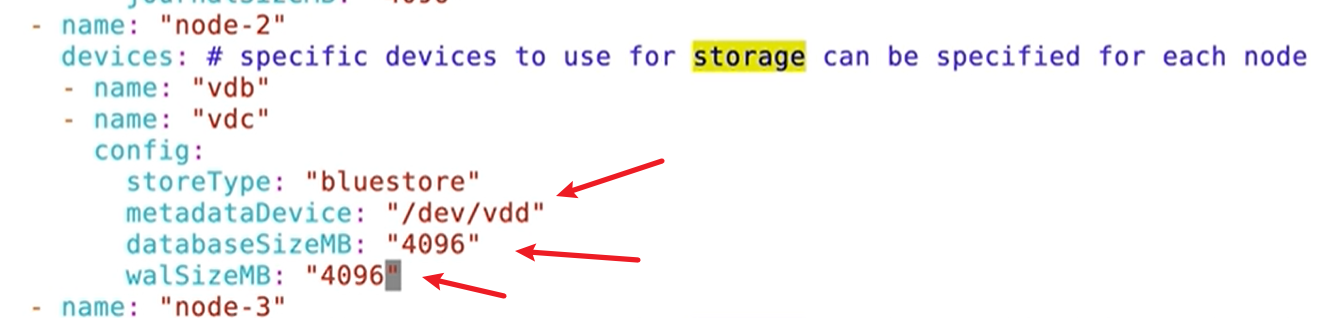 journalSizeMB: "4096"
- name: "node-2"
devices: # specific devices to use for storage can be specified for each node
- name: "vdb"
- name: "vdc"
config:
storeType: "bluestore"
metadataDevice: "/dev/vdd"
databaseSizeMB: "4096"
walSizeMB: "4096"
- name: "node-3"